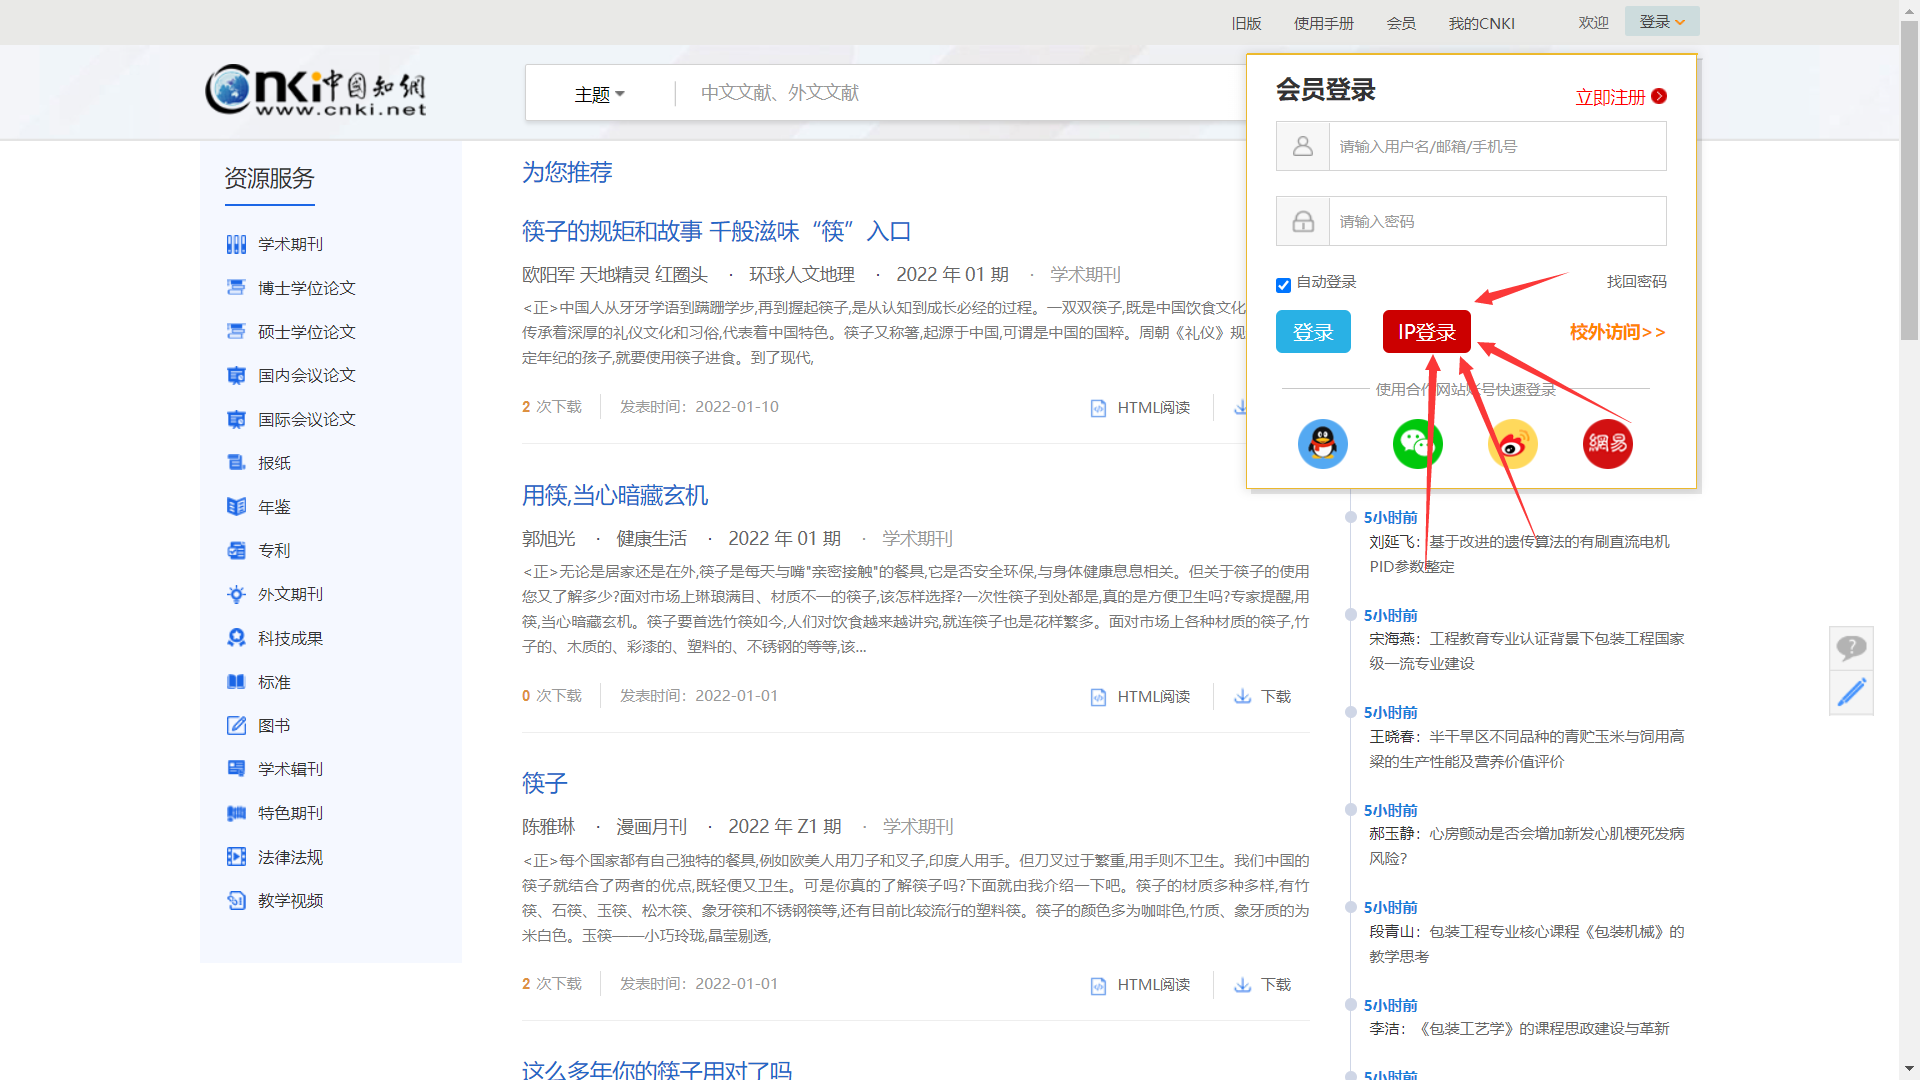 旧版 使用手册 会员 我的CNKI 欢迎 登录
Cnki中国知網
www.cnki.net
主题 中文文献、外文文献
会员登录
立即注册
请输入用户名/邮箱/手机号
请输入密码
自动登录 找回密码
登录 IP登录 校外访问>>
使用合作网站账号快速登录
網易
资源服务
学术期刊
博士学位论文
硕士学位论文
国内会议论文
国际会议论文
报纸
年鉴
专利
外文期刊
科技成果
标准
图书
学术辑刊
特色期刊
法律法规
教学视频
为您推荐
筷子的规矩和故事 千般滋味“筷”入口
欧阳军 天地精灵 红圈头 · 环球人文地理 · 2022 年 01 期 · 学术期刊
<正>中国人从牙牙学语到蹒跚学步,再到握起筷子,是从认知到成长必经的过程。一双双筷子,既是中国饮食文化
传承着深厚的礼仪文化和习俗,代表着中国特色。筷子又称箸,起源于中国,可谓是中国的国粹。周朝《礼仪》规
定年纪的孩子,就要使用筷子进食。到了现代,
2 次下载 发表时间：2022-01-10 HTML阅读
用筷,当心暗藏玄机
郭旭光 · 健康生活 · 2022 年 01 期 · 学术期刊
<正>无论是居家还是在外,筷子是每天与嘴"亲密接触"的餐具,它是否安全环保,与身体健康息息相关。但关于筷子的使用
您又了解多少?面对市场上琳琅满目、材质不一的筷子,该怎样选择?一次性筷子到处都是,真的是方便卫生吗?专家提醒,用
筷,当心暗藏玄机。筷子要首选竹筷如今,人们对饮食越来越讲究,就连筷子也是花样繁多。面对市场上各种材质的筷子,竹
子的、木质的、彩漆的、塑料的、不锈钢的等等,该...
0 次下载 发表时间：2022-01-01 HTML阅读 下载
筷子
陈雅琳 · 漫画月刊 · 2022 年 Z1 期 · 学术期刊
<正>每个国家都有自己独特的餐具,例如欧美人用刀子和叉子,印度人用手。但刀叉过于繁重,用手则不卫生。我们中国的
筷子就结合了两者的优点,既轻便又卫生。可是你真的了解筷子吗?下面就由我介绍一下吧。筷子的材质多种多样,有竹
筷、石筷、玉筷、松木筷、象牙筷和不锈钢筷等,还有目前比较流行的塑料筷。筷子的颜色多为咖啡色,竹质、象牙质的为
米白色。玉筷——小巧玲珑,晶莹剔透,
2 次下载 发表时间：2022-01-01 HTML阅读 下载
这么多年你的筷子用对了吗
5小时前
刘延飞：基于改进的遗传算法的有刷直流电机
PID参数整定
5小时前
宋海燕：工程教育专业认证背景下包装工程国家
级一流专业建设
5小时前
王晓春：半干旱区不同品种的青贮玉米与饲用高
粱的生产性能及营养价值评价
5小时前
郝玉静：心房颤动是否会增加新发心肌梗死发病
风险?
5小时前
段青山：包装工程专业核心课程《包装机械》的
教学思考
5小时前
李洁：《包装工艺学》的课程思政建设与革新
5小时前